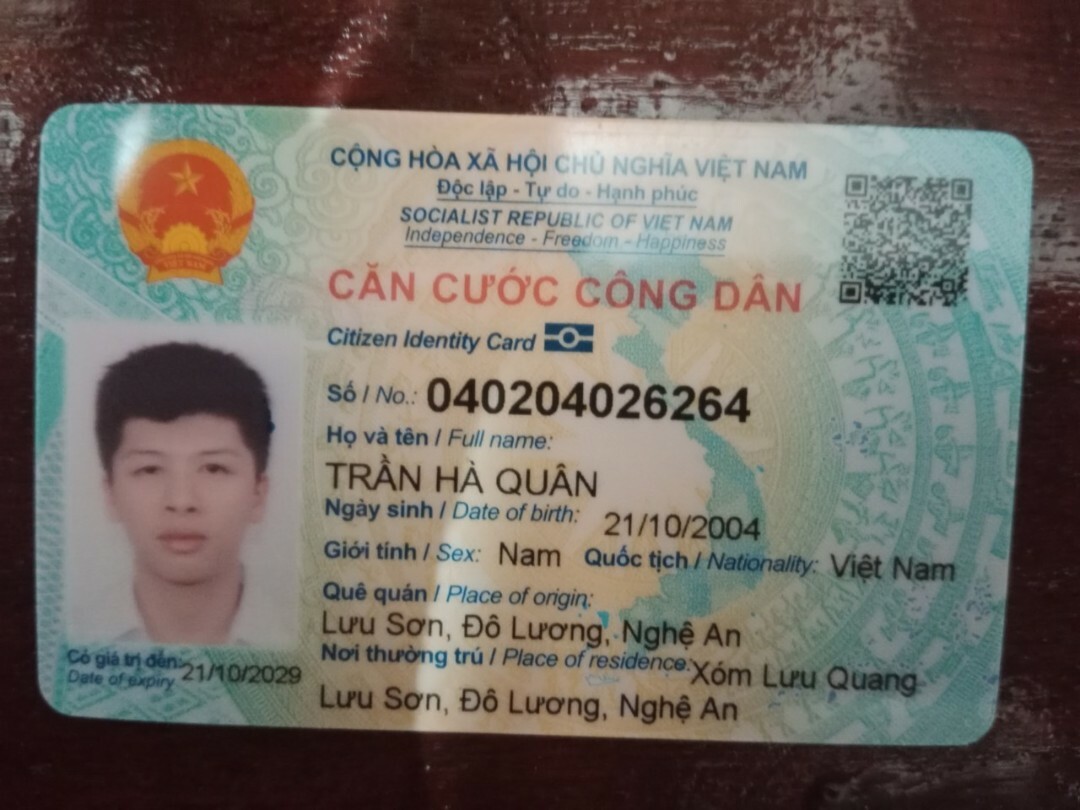 CỘNG HÒA XÃ HỘI CHỦ NGHĨA VIỆT NAM
Độc lập - Tự do - Hạnh phúc
SOCIALIST REPUBLIC OF VIET NAM
Independence - Freedom - Happiness
CĂN CƯỚC CÔNG DÂN
Citizen Identity Card
Số / No.: 040204026264
Họ và tên / Full name:
TRẦN HÀ QUÂN
Ngày sinh / Date of birth: 21/10/2004
Giới tính / Sex: Nam Quốc tịch / Nationality: Việt Nam
Quê quán / Place of origin:
Lưu Sơn, Đô Lương, Nghệ An
Nơi thường trú / Place of residence: Xóm Lưu Quang
Lưu Sơn, Đô Lương, Nghệ An
Có giá trị đến: 21/10/2029
Date of expiry